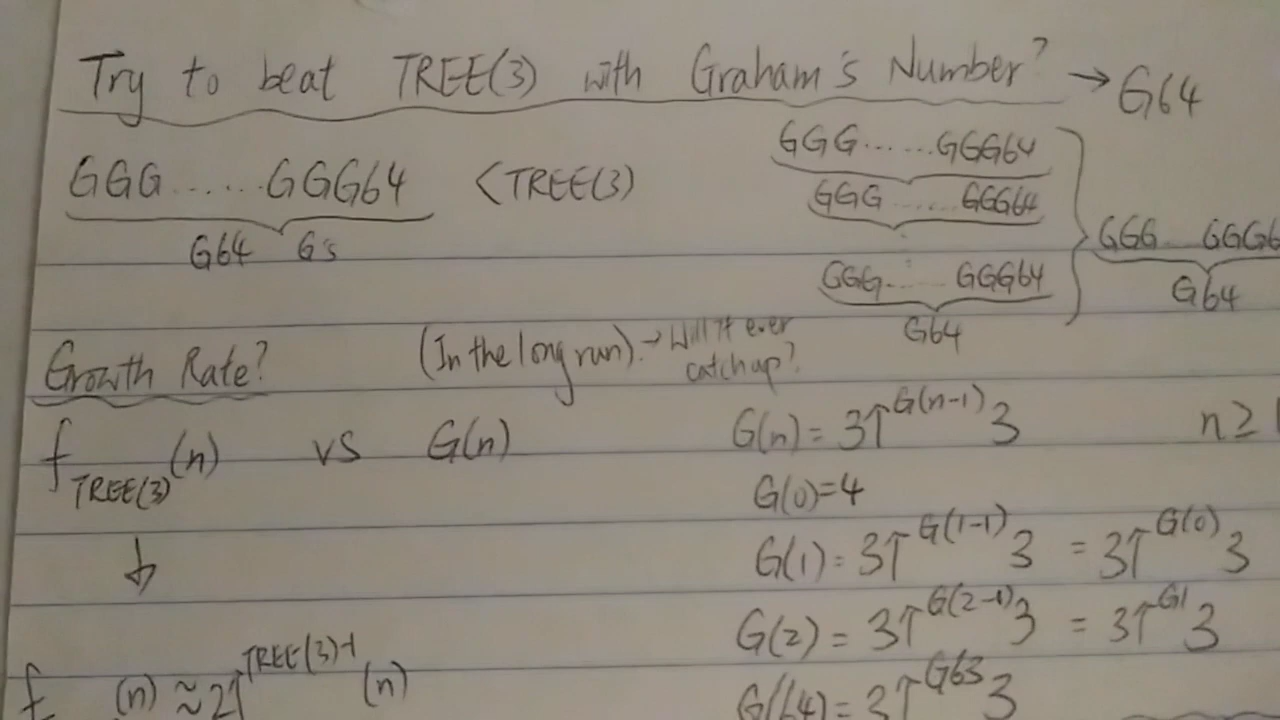 Try to beat TREE(3) with Graham's Number? → G64
GGG......GGG64 < TREE(3)
G64 G's
GGG......GGG64
GGG......GGG64
GGG......GGG64
G64
GGG...GGG6
G64
Growth Rate? (In the long run). → Will it ever catch up?
f_TREE(3)(n) vs G(n)
G(n) = 3↑^G(n-1) 3 n ≥ 1
G(0)=4
G(1) = 3↑^G(1-1) 3 = 3↑^G(0) 3
G(2) = 3↑^G(2-1) 3 = 3↑^G1 3
f (n) ≈ 2↑^TREE(3)-1 (n)
G(64) = 3↑^G63 3